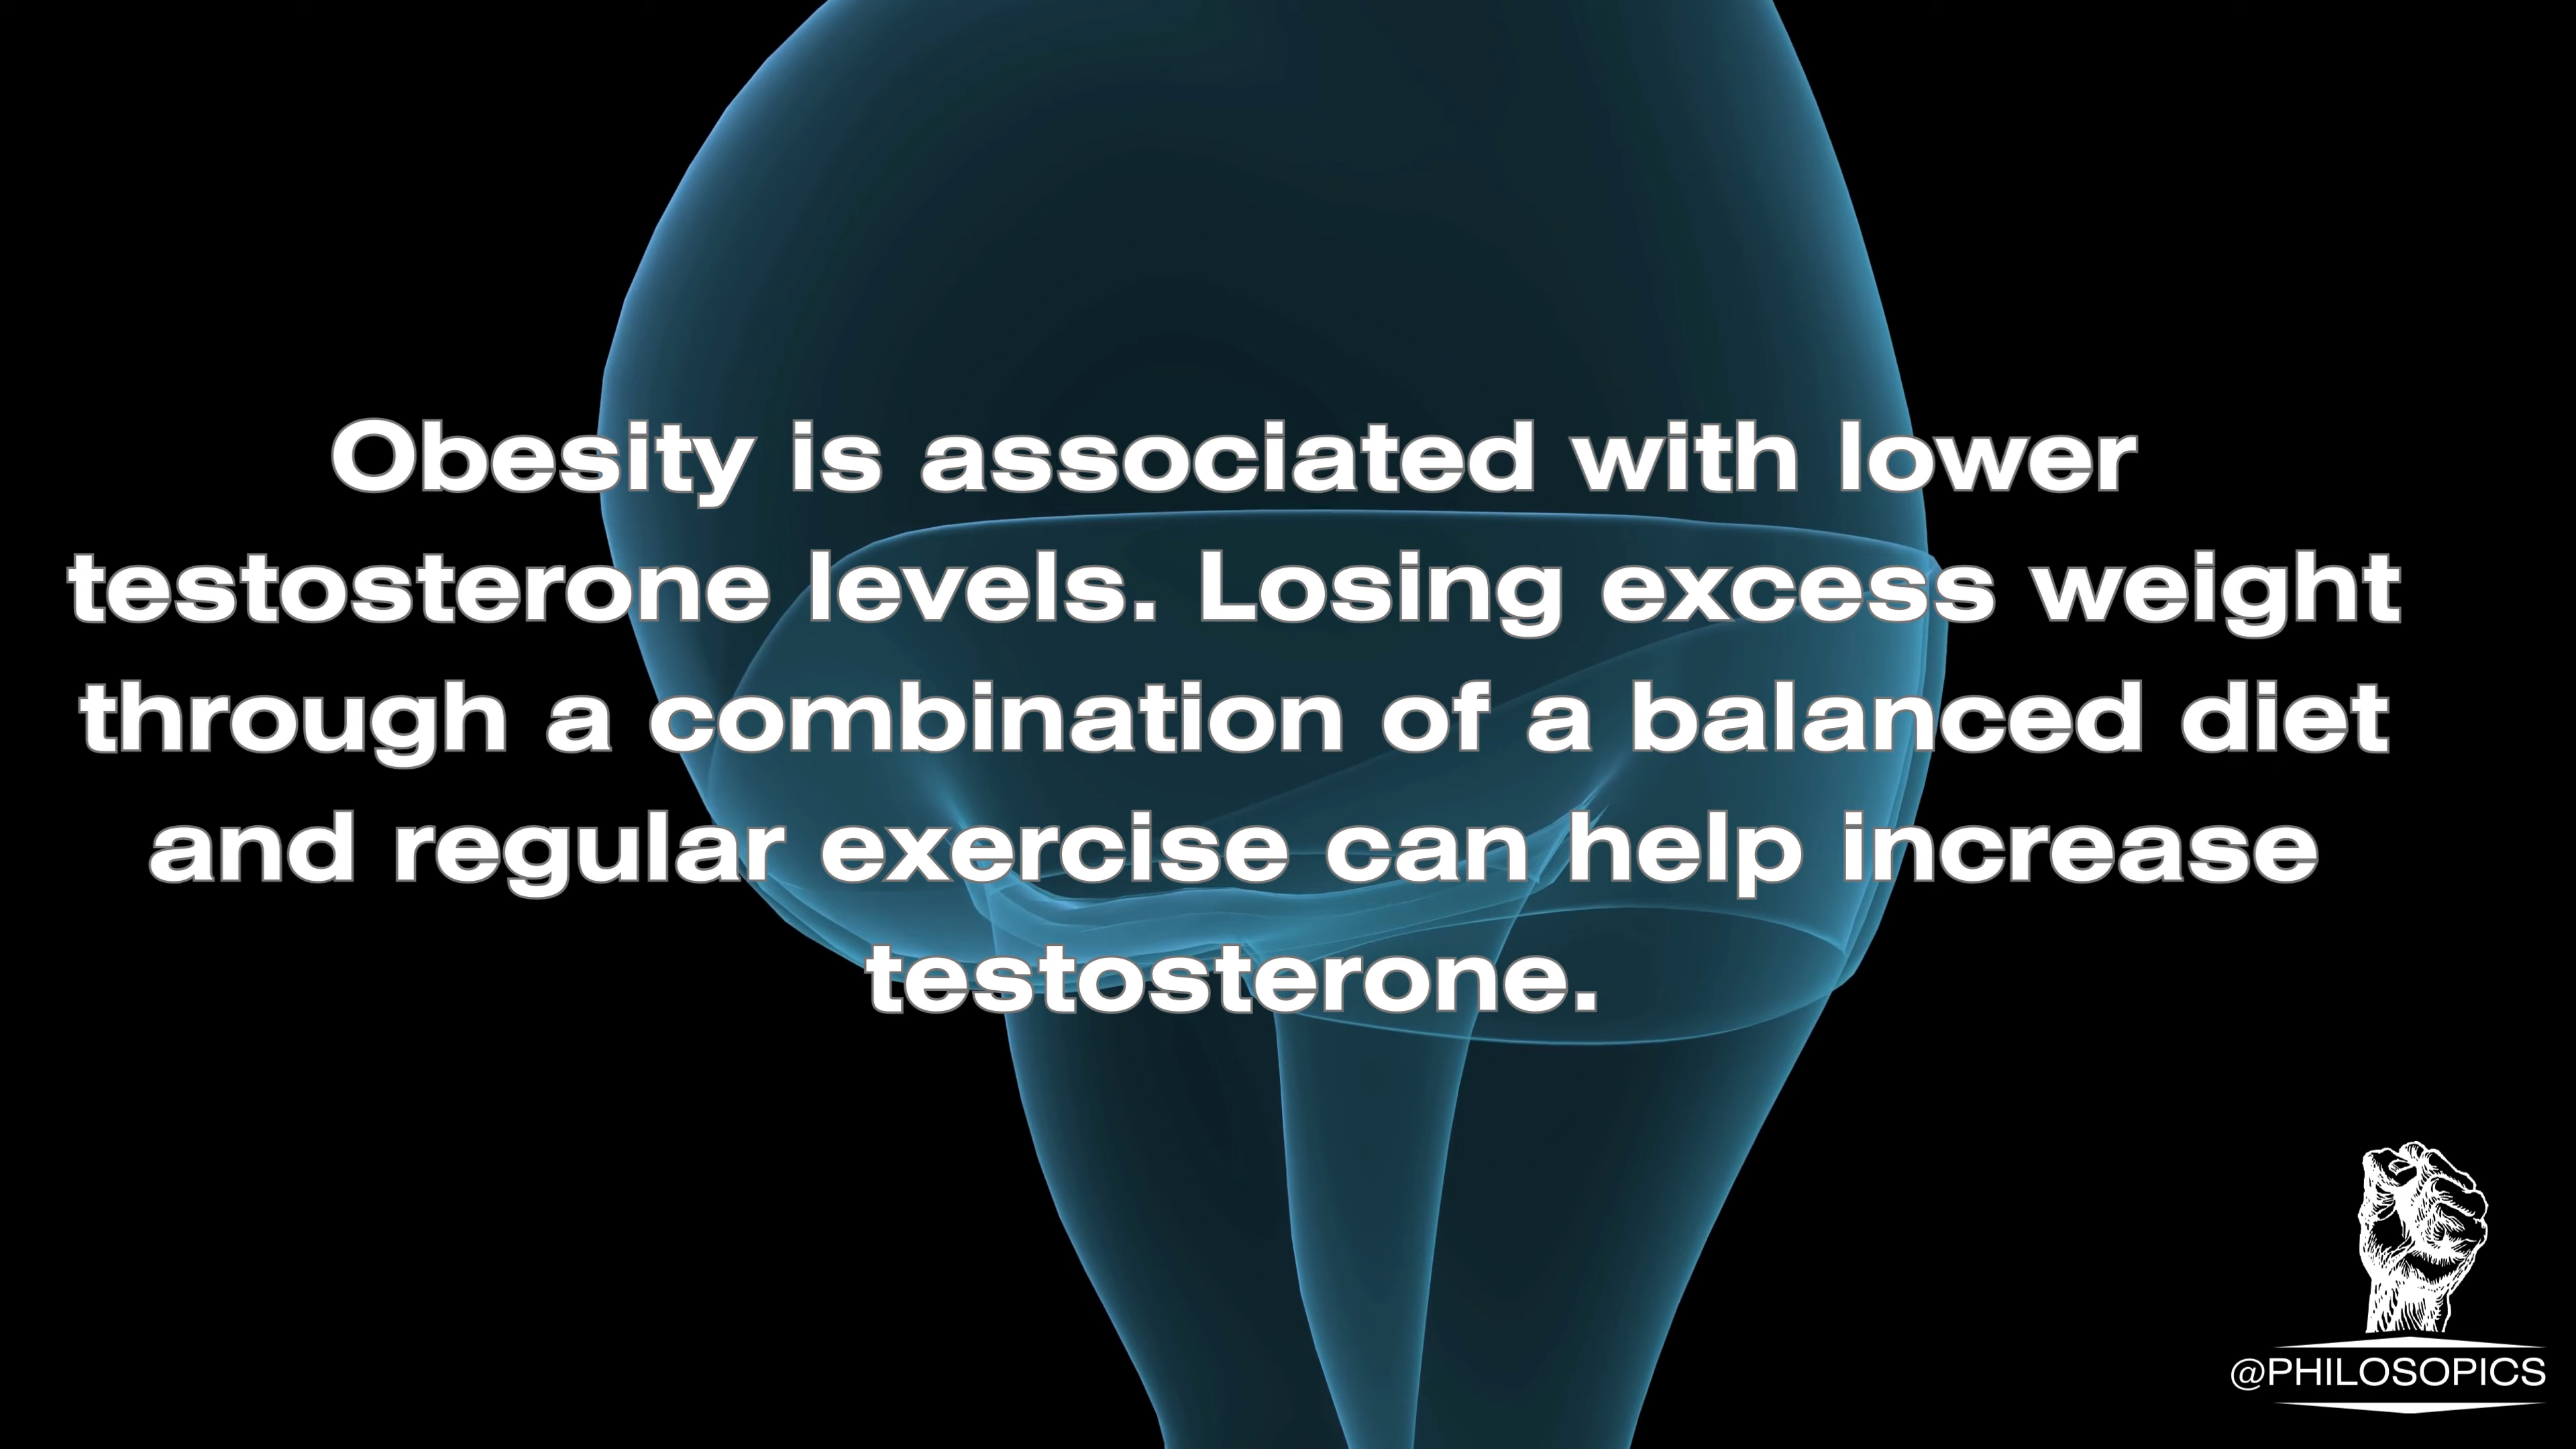 Obesity is associated with lower
testosterone levels. Losing excess weight
through a combination of a balanced diet
and regular exercise can help increase
testosterone.
@PHILOSOPICS